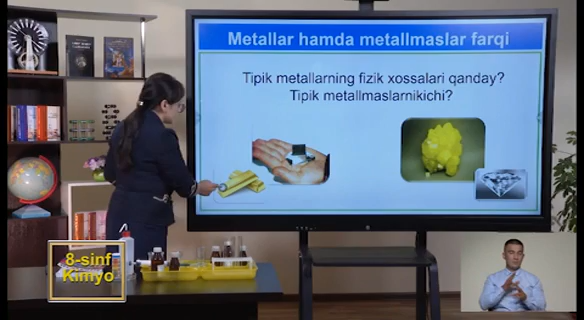 Metallar hamda metallmaslar farqi
Tipik metallarning fizik xossalari qanday?
Tipik metallmaslarnikichi?
8-sinf
Kimyo